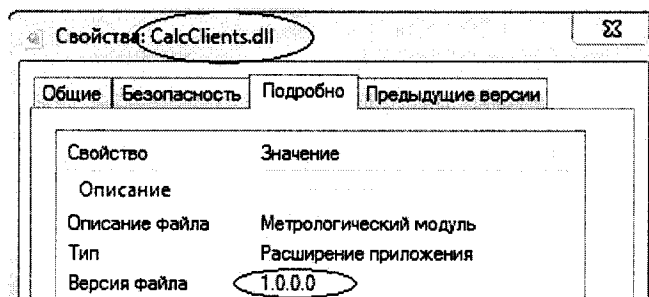 Свойства: CalcClients.dll
Общие Безопасность Подробно Предыдущие версии
Свойство Значение
Описание
Описание файла Метрологический модуль
Тип Расширение приложения
Версия файла 1.0.0.0